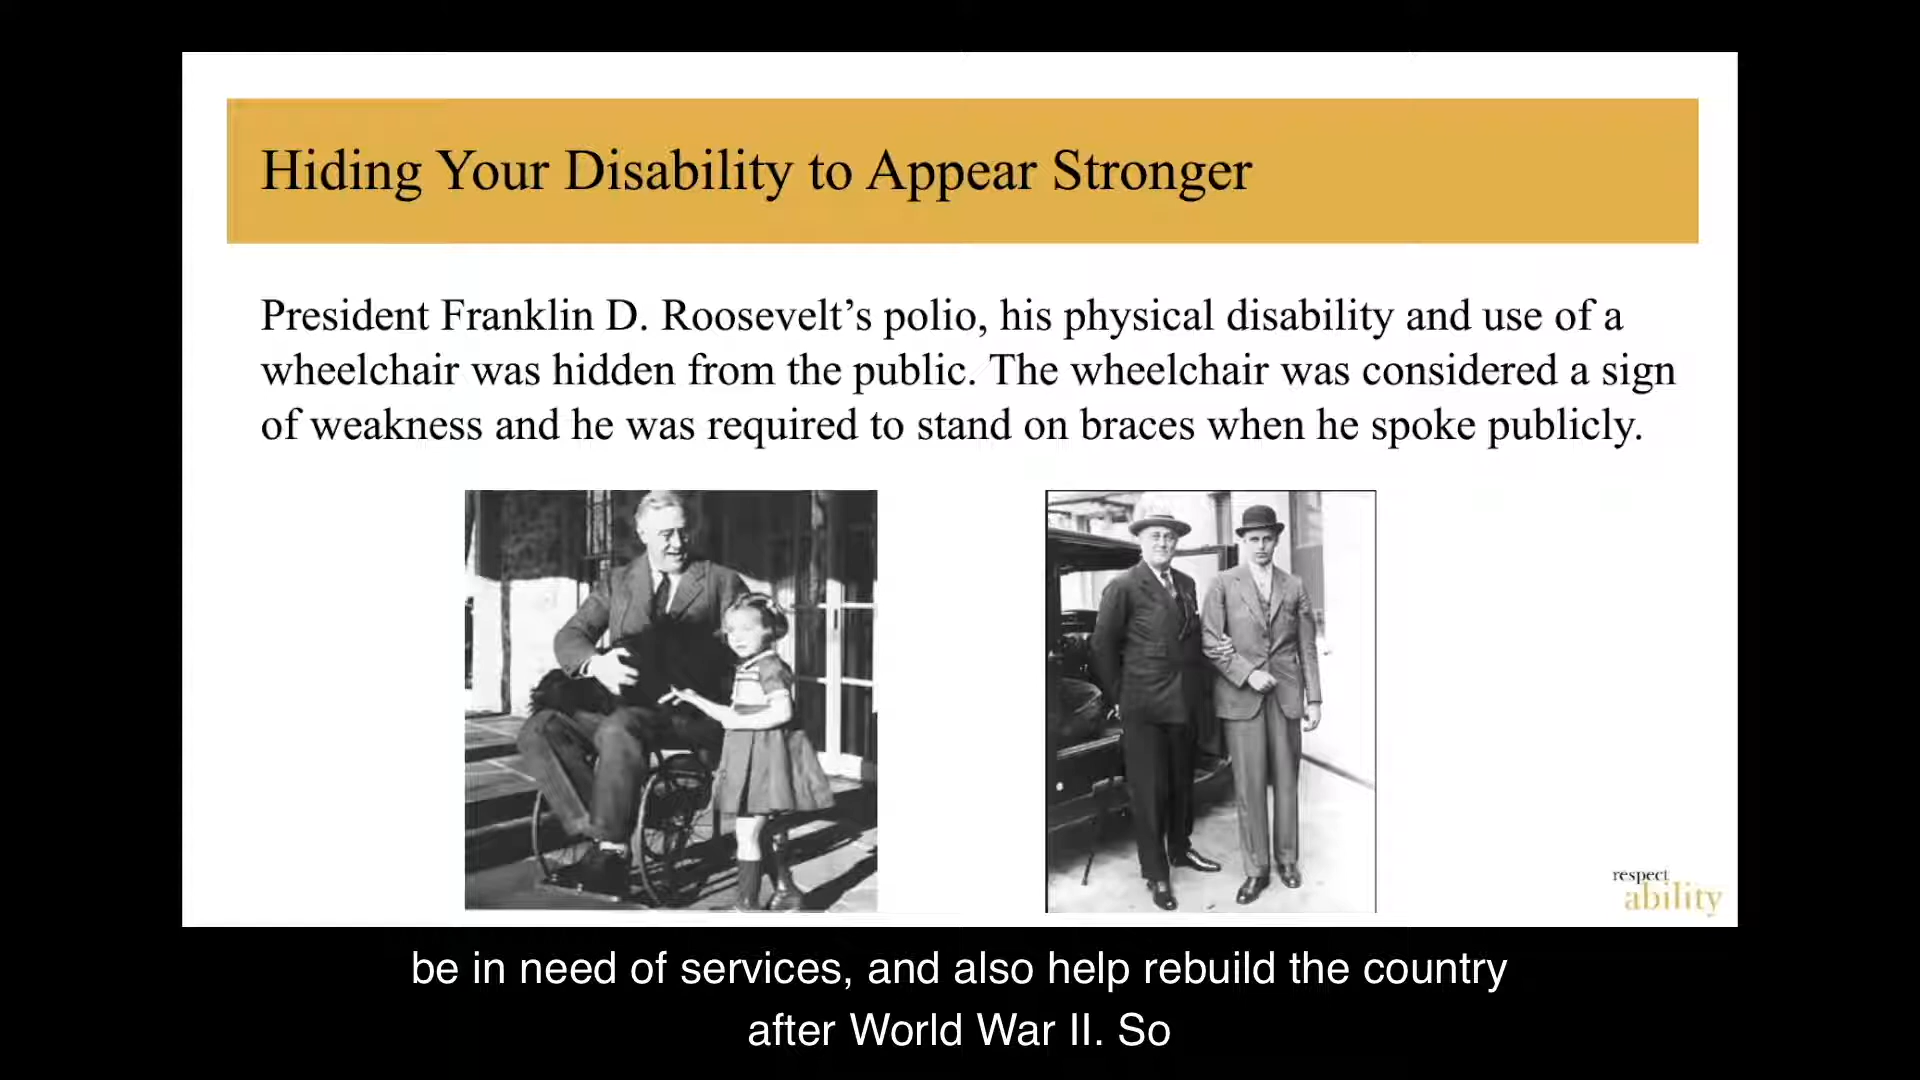 Hiding Your Disability to Appear Stronger
President Franklin D. Roosevelt’s polio, his physical disability and use of a
wheelchair was hidden from the public. The wheelchair was considered a sign
of weakness and he was required to stand on braces when he spoke publicly.
respect
ability
be in need of services, and also help rebuild the country
after World War II. So